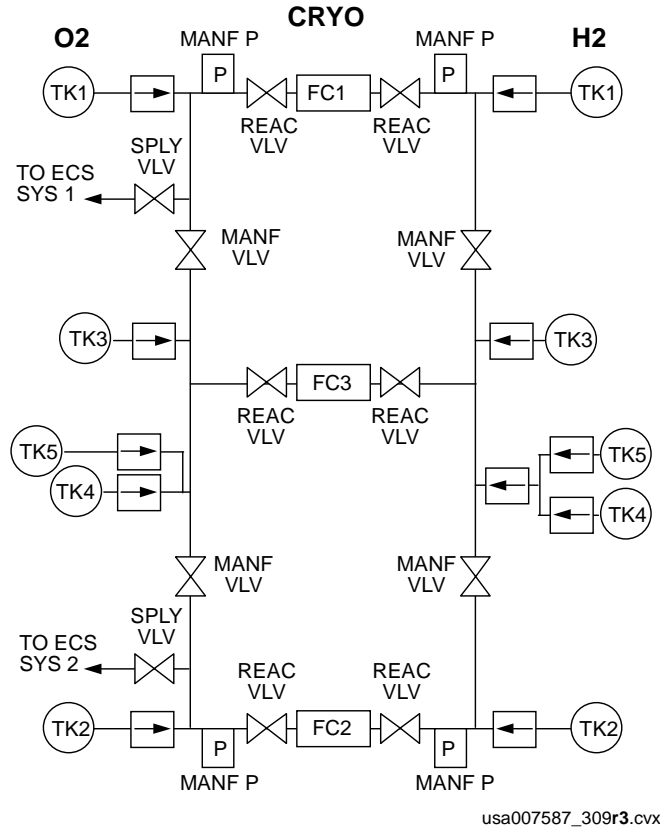 CRYO
O2
MANF P
MANF P
H2
TK1
P
FC1
P
TK1
REAC
VLV
REAC
VLV
SPLY
VLV
TO ECS
SYS 1
MANF
VLV
MANF
VLV
TK3
TK3
FC3
REAC
VLV
REAC
VLV
TK5
TK4
TK5
TK4
MANF
VLV
MANF
VLV
SPLY
VLV
TO ECS
SYS 2
REAC
VLV
REAC
VLV
TK2
P
FC2
P
TK2
MANF P
MANF P
usa007587_309r3.cvx